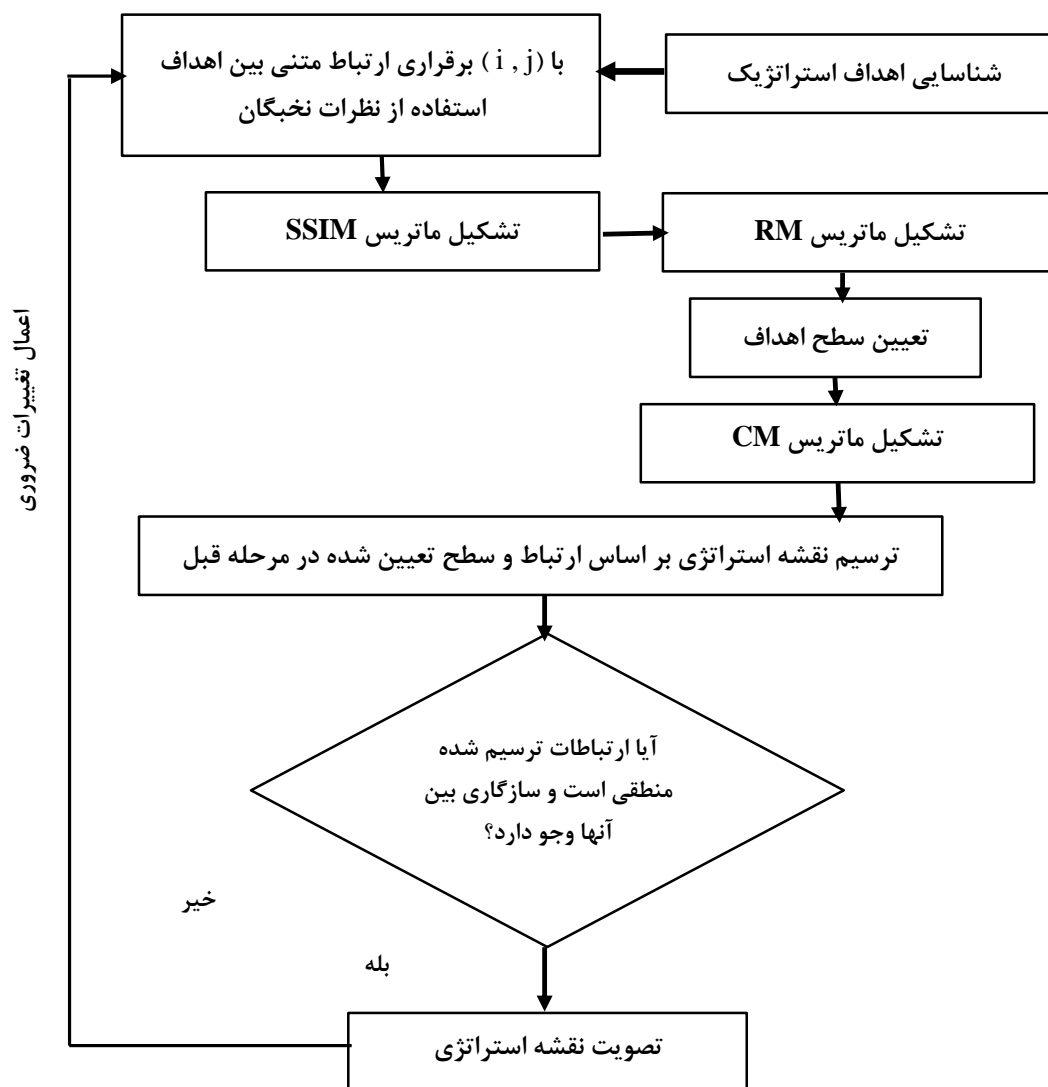 شناسایی اهداف استراتژیک
با (i , j) برقراری ارتباط متنی بین اهداف
استفاده از نظرات نخبگان
تشکیل ماتریس SSIM
تشکیل ماتریس RM
تعیین سطح اهداف
تشکیل ماتریس CM
ترسیم نقشه استراتژی بر اساس ارتباط و سطح تعیین شده در مرحله قبل
آیا ارتباطات ترسیم شده
منطقی است و سازگاری بین
آنها وجو دارد؟
خیر
بله
تصویت نقشه استراتژی
اعمال تغییرات ضروری